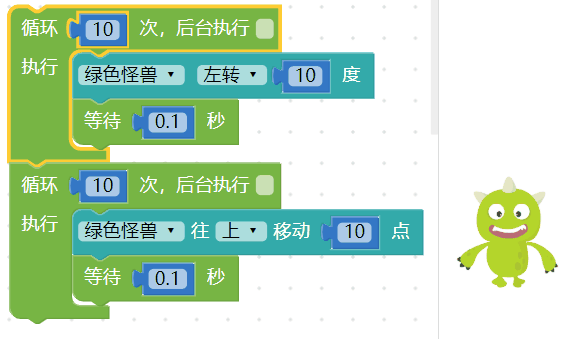 循环 10 次，后台执行
执行 绿色怪兽 左转 10 度
等待 0.1 秒
循环 10 次，后台执行
执行 绿色怪兽 往 上 移动 10 点
等待 0.1 秒